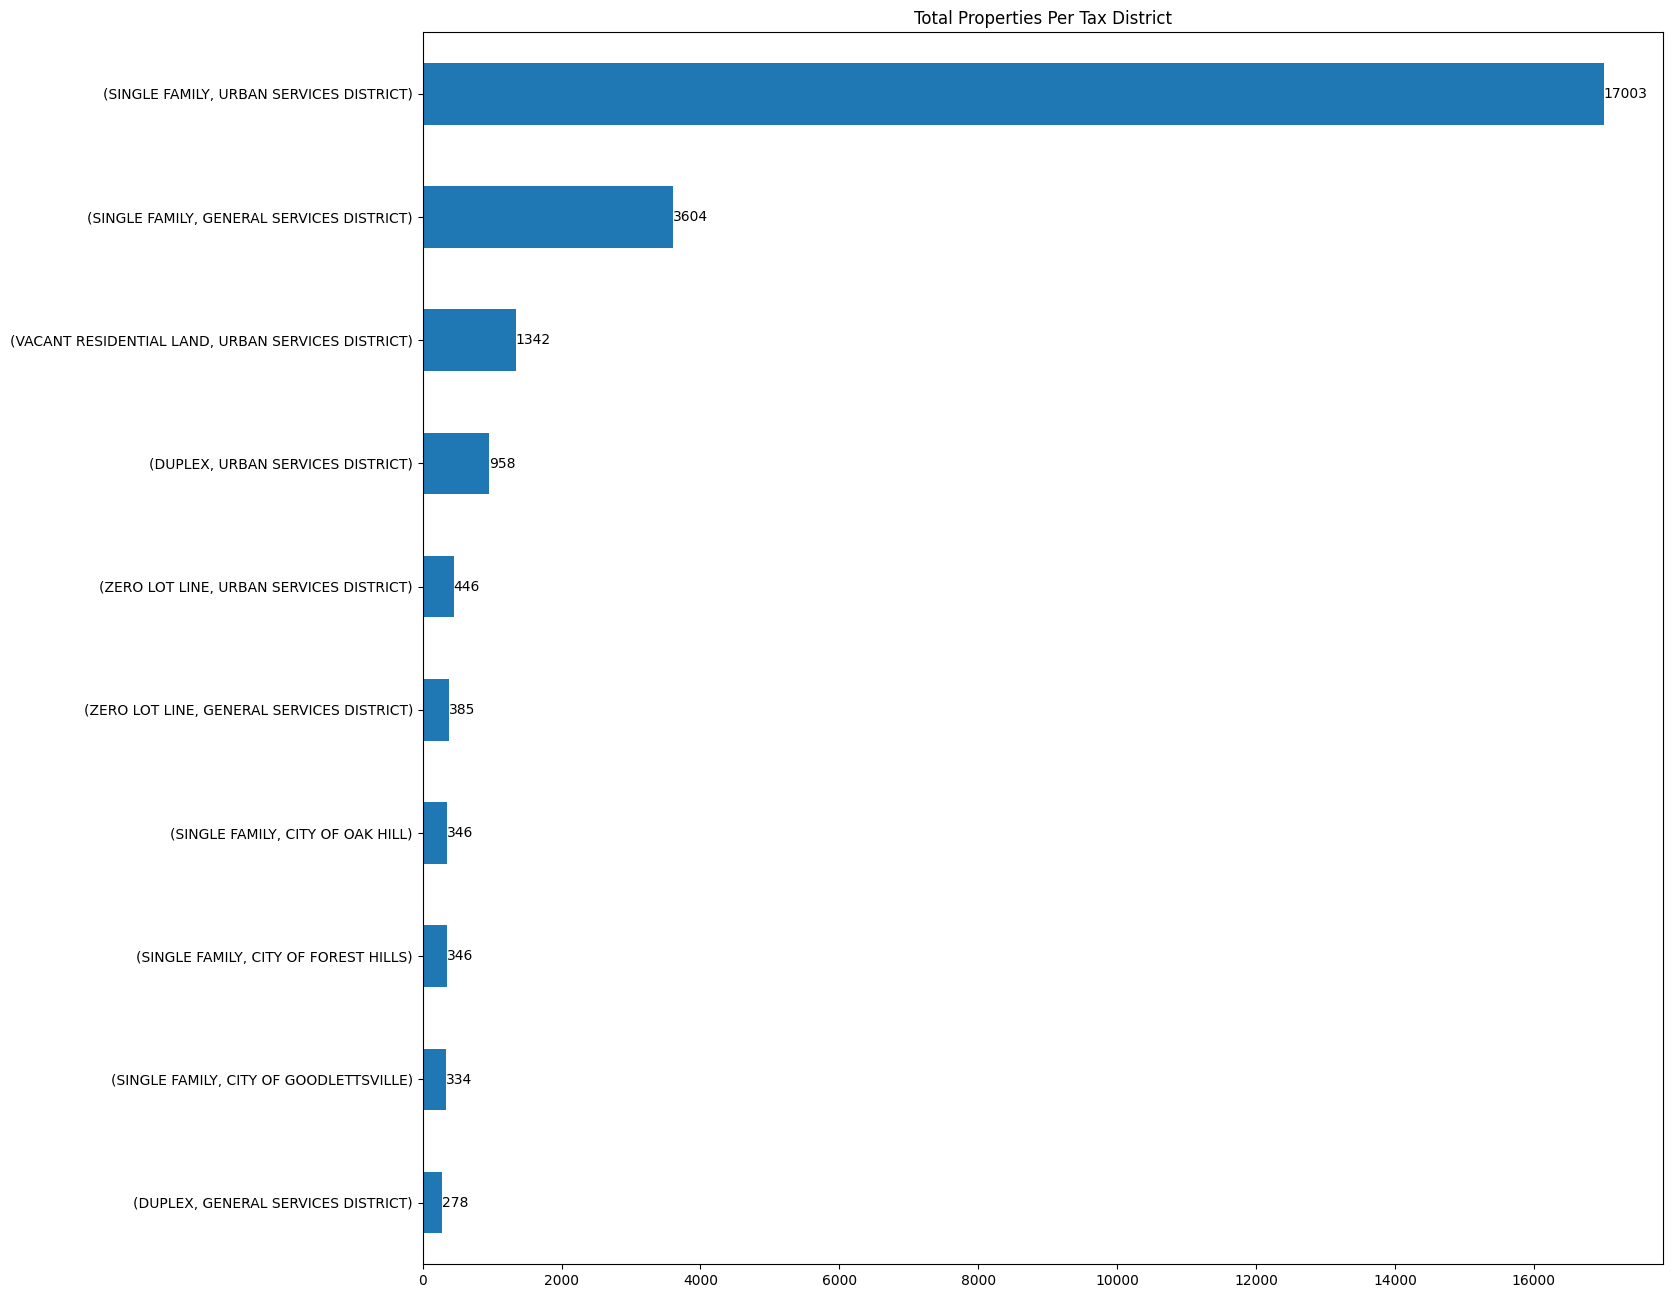 Total Properties Per Tax District
(SINGLE FAMILY, URBAN SERVICES DISTRICT)
17003
(SINGLE FAMILY, GENERAL SERVICES DISTRICT)
3604
(VACANT RESIDENTIAL LAND, URBAN SERVICES DISTRICT)
1342
(DUPLEX, URBAN SERVICES DISTRICT)
958
(ZERO LOT LINE, URBAN SERVICES DISTRICT)
446
(ZERO LOT LINE, GENERAL SERVICES DISTRICT)
385
(SINGLE FAMILY, CITY OF OAK HILL)
346
(SINGLE FAMILY, CITY OF FOREST HILLS)
346
(SINGLE FAMILY, CITY OF GOODLETTSVILLE)
334
(DUPLEX, GENERAL SERVICES DISTRICT)
278
0 2000 4000 6000 8000 10000 12000 14000 16000